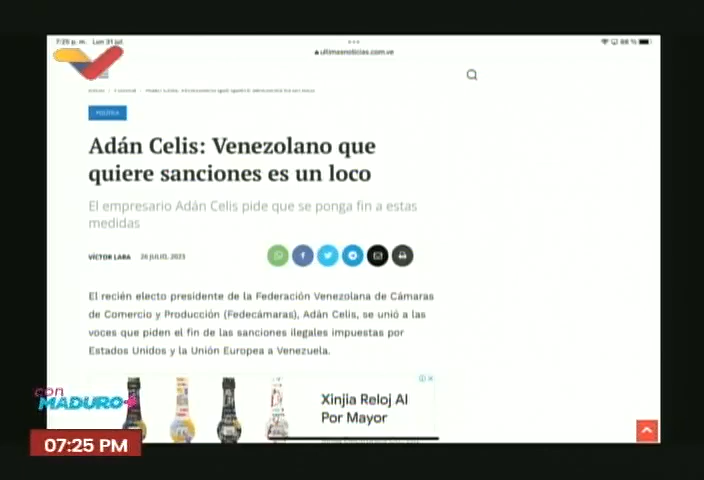 7:25 p. m. Lun 31 jul.
ultimasnoticias.com.ve
86 %
POLÍTICA
Adán Celis: Venezolano que
quiere sanciones es un loco
El empresario Adán Celis pide que se ponga fin a estas
medidas
VÍCTOR LARA 26 JULIO, 2023
El recién electo presidente de la Federación Venezolana de Cámaras
de Comercio y Producción (Fedecámaras), Adán Celis, se unió a las
voces que piden el fin de las sanciones ilegales impuestas por
Estados Unidos y la Unión Europea a Venezuela.
Xinjia Reloj Al
Por Mayor
con
MADURO+
07:25 PM